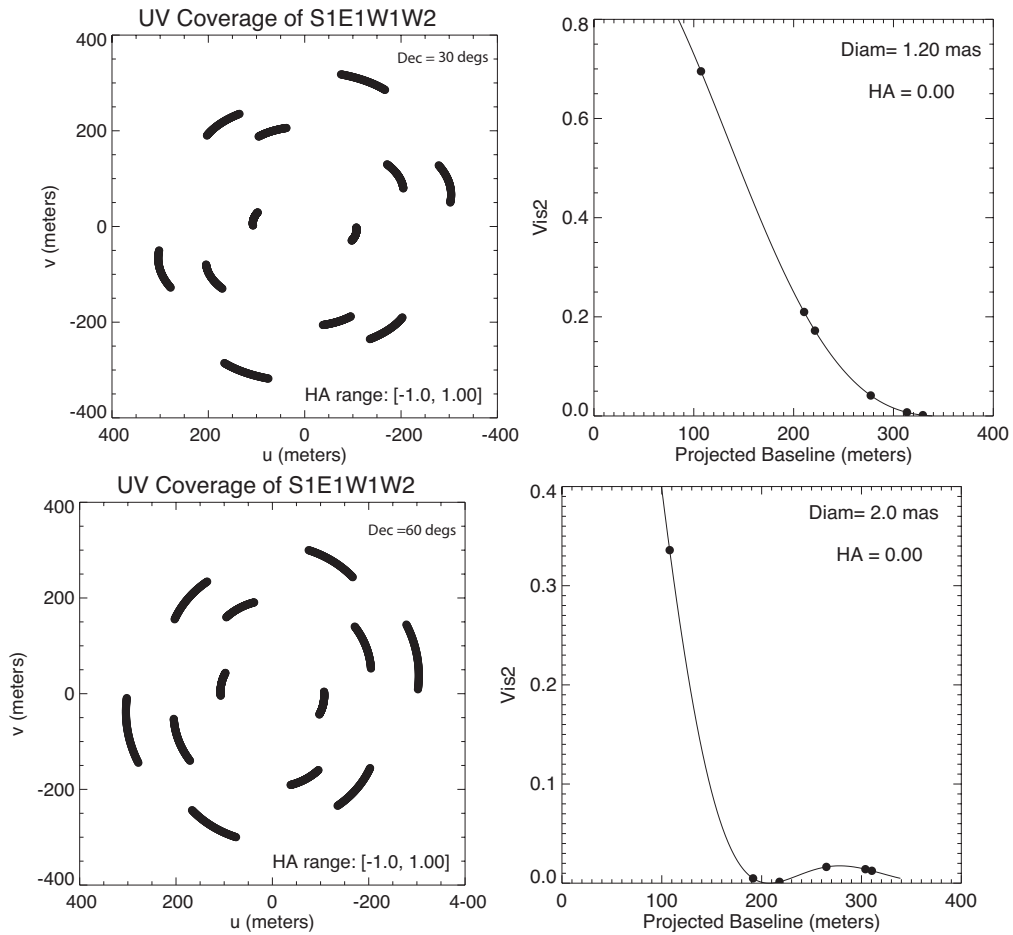 UV Coverage of S1E1W1W2
400
200
0
-200
-400
v (meters)
Dec = 30 degs
HA range: [-1.0, 1.00]
400 200 0 -200 -400
u (meters)
0.8
0.6
0.4
0.2
0.0
Vis2
Diam= 1.20 mas
HA = 0.00
0 100 200 300 400
Projected Baseline (meters)
UV Coverage of S1E1W1W2
400
200
0
-200
-400
v (meters)
Dec =60 degs
HA range: [-1.0, 1.00]
400 200 0 -200 4-00
u (meters)
0.4
0.3
0.2
0.1
0.0
Vis2
Diam= 2.0 mas
HA = 0.00
0 100 200 300 400
Projected Baseline (meters)